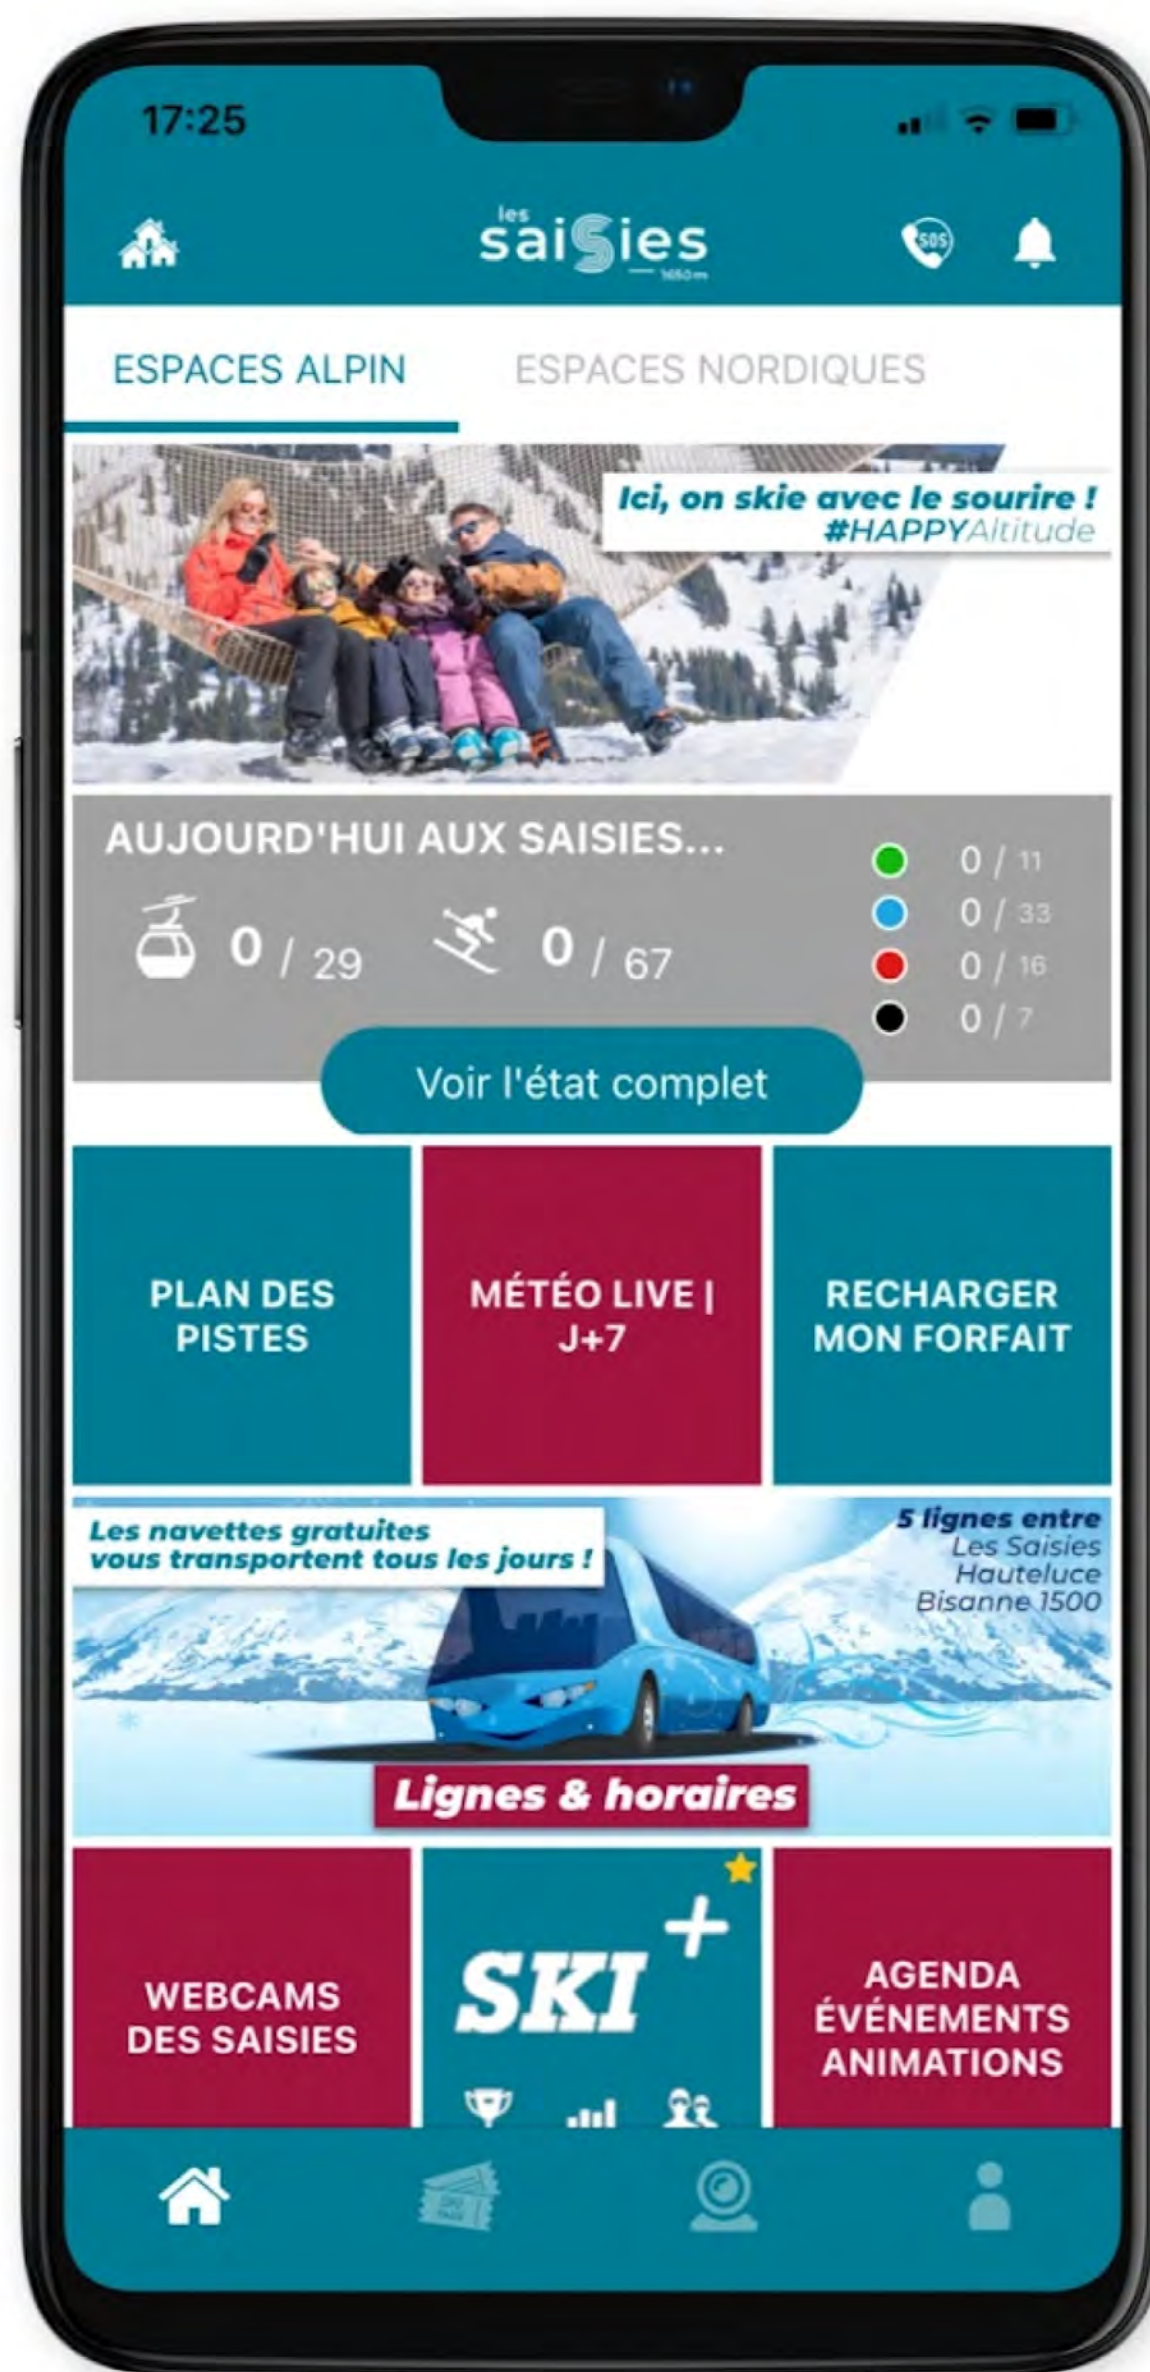 17:25
les
saisies
1650m
SOS
ESPACES ALPIN
ESPACES NORDIQUES
Ici, on skie avec le sourire !
#HAPPYAltitude
AUJOURD'HUI AUX SAISIES...
0 / 29
0 / 67
0 / 11
0 / 33
0 / 16
0 / 7
Voir l'état complet
PLAN DES
PISTES
MÉTÉO LIVE |
J+7
RECHARGER
MON FORFAIT
Les navettes gratuites
vous transportent tous les jours !
5 lignes entre
Les Saisies
Hauteluce
Bisanne 1500
Lignes & horaires
WEBCAMS
DES SAISIES
SKI +
AGENDA
ÉVÉNEMENTS
ANIMATIONS